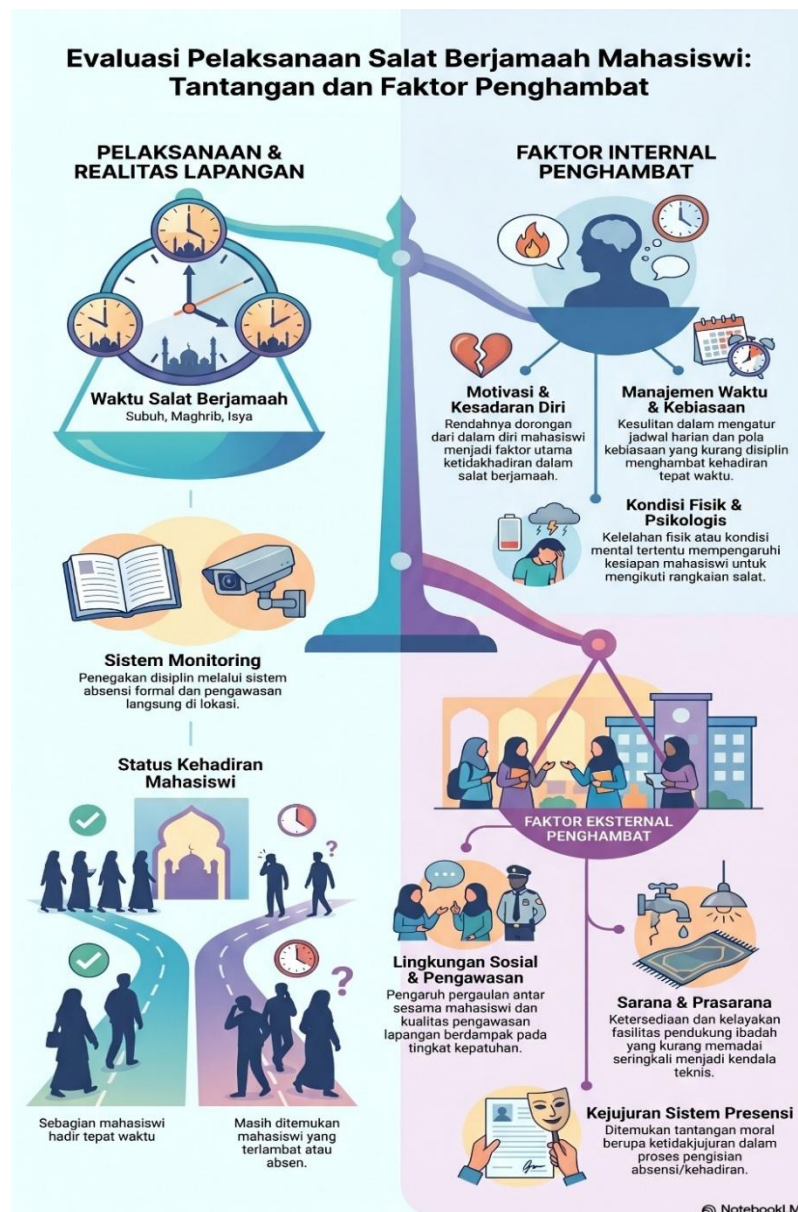 Evaluasi Pelaksanaan Salat Berjamaah Mahasiswi:
Tantangan dan Faktor Penghambat
PELAKSANAAN &
REALITAS LAPANGAN
Waktu Salat Berjamaah
Subuh, Maghrib, Isya
Sistem Monitoring
Penegakan disiplin melalui sistem
absensi formal dan pengawasan
langsung di lokasi.
Status Kehadiran
Mahasiswi
?
?
Sebagian mahasiswi
hadir tepat waktu
Masih ditemukan
mahasiswi yang
terlambat atau
absen.
FAKTOR INTERNAL
PENGHAMBAT
Motivasi &
Kesadaran Diri
Rendahnya dorongan
dari dalam diri mahasiswi
menjadi faktor utama
ketidakhadiran dalam
salat berjamaah.
Manajemen Waktu
& Kebiasaan
Kesulitan dalam mengatur
jadwal harian dan pola
kebiasaan yang kurang disiplin
menghambat kehadiran
tepat waktu.
Kondisi Fisik &
Psikologis
Kelelahan fisik atau kondisi
mental tertentu mempengaruhi
kesiapan mahasiswi untuk
mengikuti rangkaian salat.
FAKTOR EKSTERNAL
PENGHAMBAT
Lingkungan Sosial
& Pengawasan
Pengaruh pergaulan antar
sesama mahasiswi dan
kualitas pengawasan
lapangan berdampak pada
tingkat kepatuhan.
Sarana & Prasarana
Ketersediaan dan kelayakan
fasilitas pendukung ibadah
yang kurang memadai
seringkali menjadi kendala
teknis.
Kejujuran Sistem Presensi
Ditemukan tantangan moral
berupa ketidakjujuran dalam
proses pengisian
absensi/kehadiran.
NotebookLM